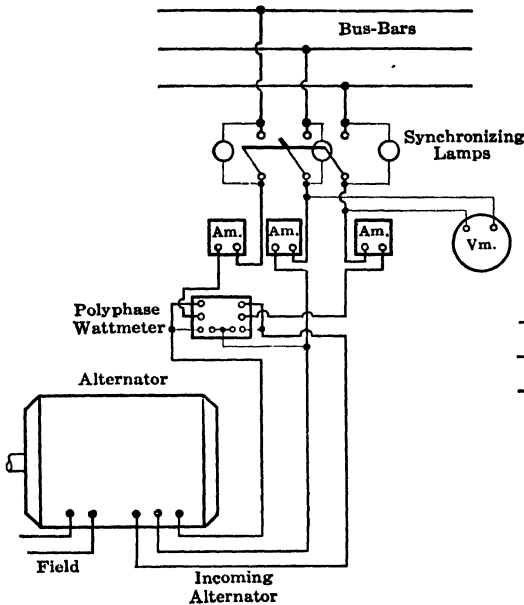 Bus-Bars
Synchronizing
Lamps
Am.
Am.
Am.
Vm.
Polyphase
Wattmeter
Alternator
Field
Incoming
Alternator